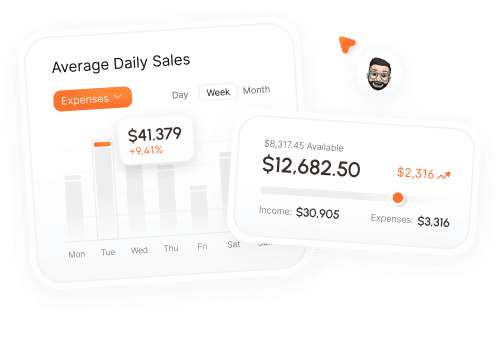 Average Daily Sales
Expenses
Day Week Month
$41.379
+9.41%
Mon Tue Wed Thu Fri Sat
$8,317.45 Available
$12,682.50
$2,316
Income: $30.905
Expenses: $3,316